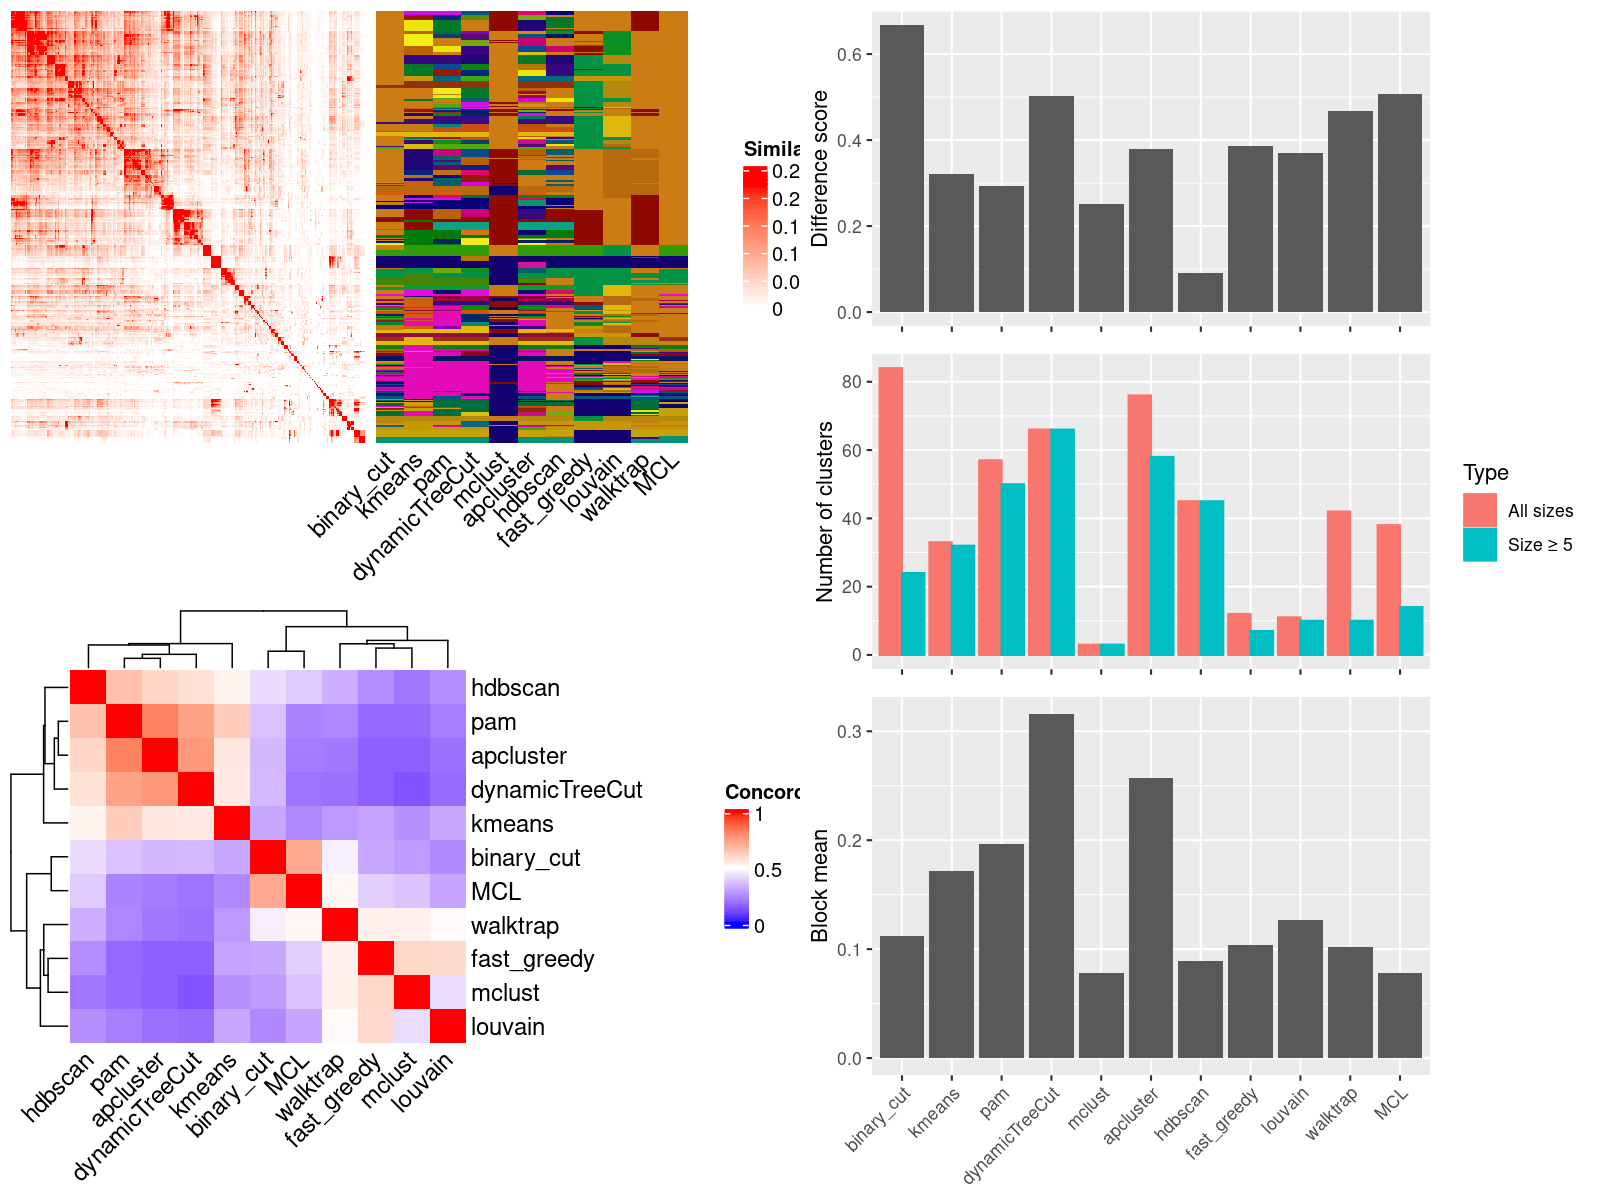 Simila
0.2
0.2
0.1
0.1
0.0
0
binary_cut
kmeans
pam
dynamicTreeCut
mclust
apcluster
hdbscan
fast_greedy
louvain
walktrap
MCL
hdbscan
pam
apcluster
dynamicTreeCut
kmeans
binary_cut
MCL
walktrap
fast_greedy
mclust
louvain
hdbscan
pam
apcluster
dynamicTreeCut
kmeans
binary_cut
MCL
walktrap
fast_greedy
mclust
louvain
Conco
1
0.5
0
Difference score
0.6
0.4
0.2
0.0
Number of clusters
80
60
40
20
0
Type
All sizes
Size ≥ 5
Block mean
0.3
0.2
0.1
0.0
binary_cut
kmeans
pam
dynamicTreeCut
mclust
apcluster
hdbscan
fast_greedy
louvain
walktrap
MCL